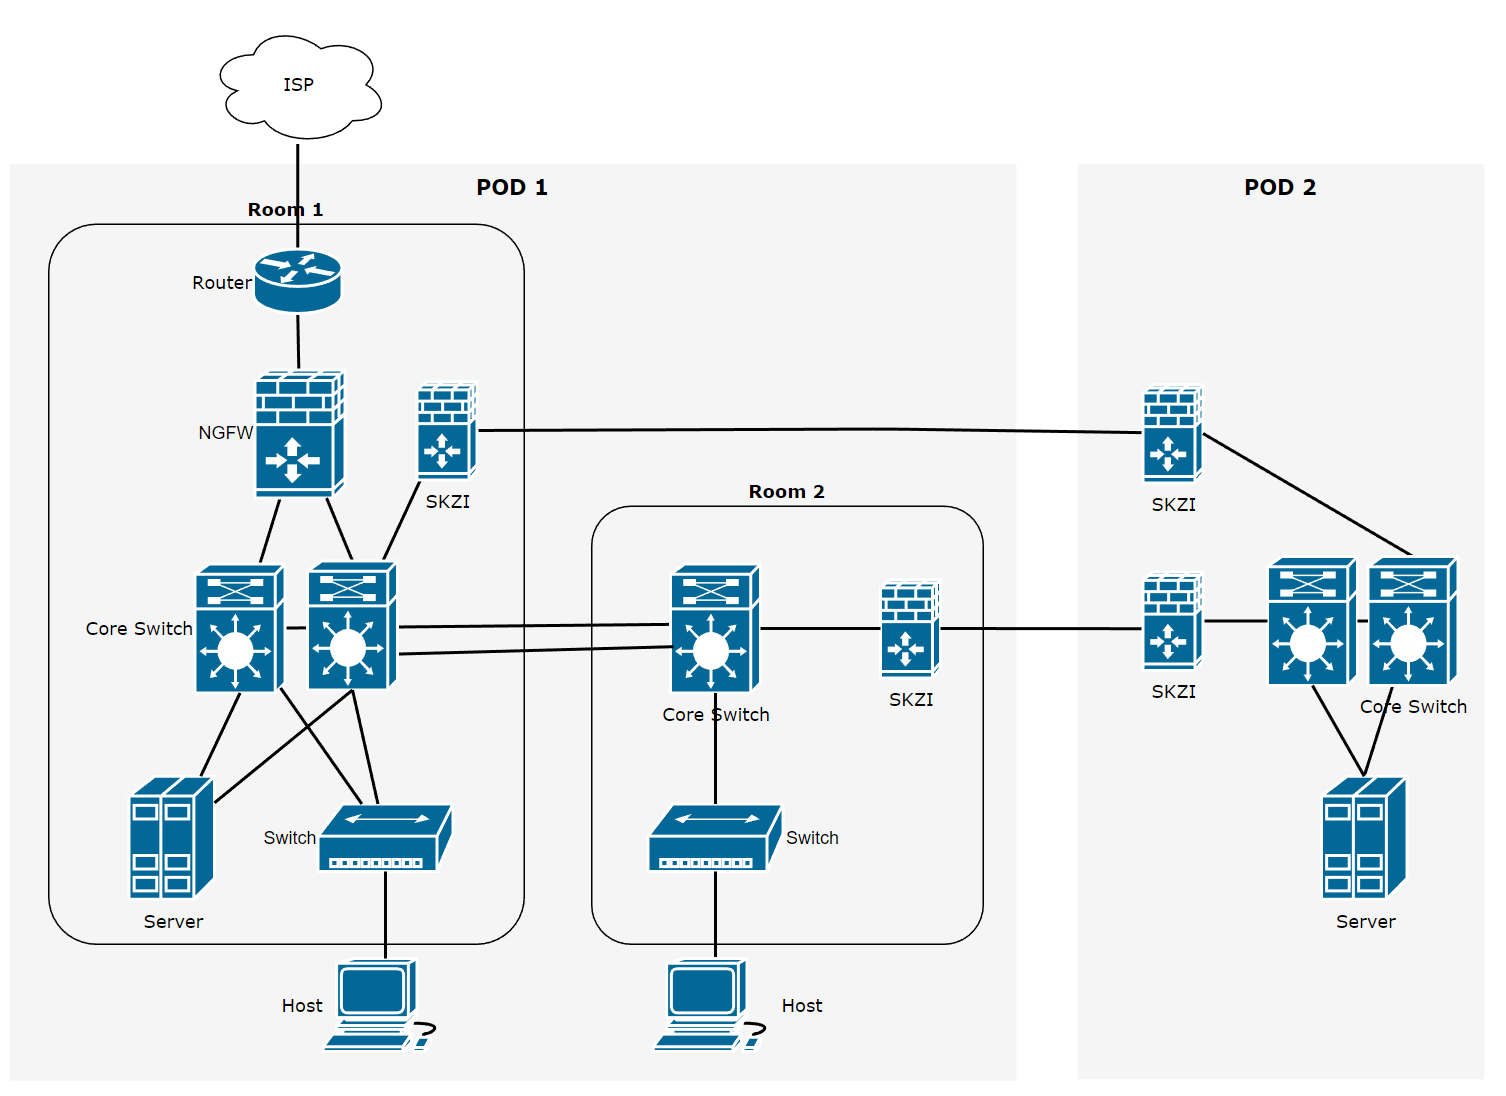 ISP
POD 1
POD 2
Room 1
Router
NGFW
SKZI
SKZI
Room 2
Core Switch
SKZI
SKZI
Core Switch
Core Switch
Switch
Switch
Server
Server
Host
Host